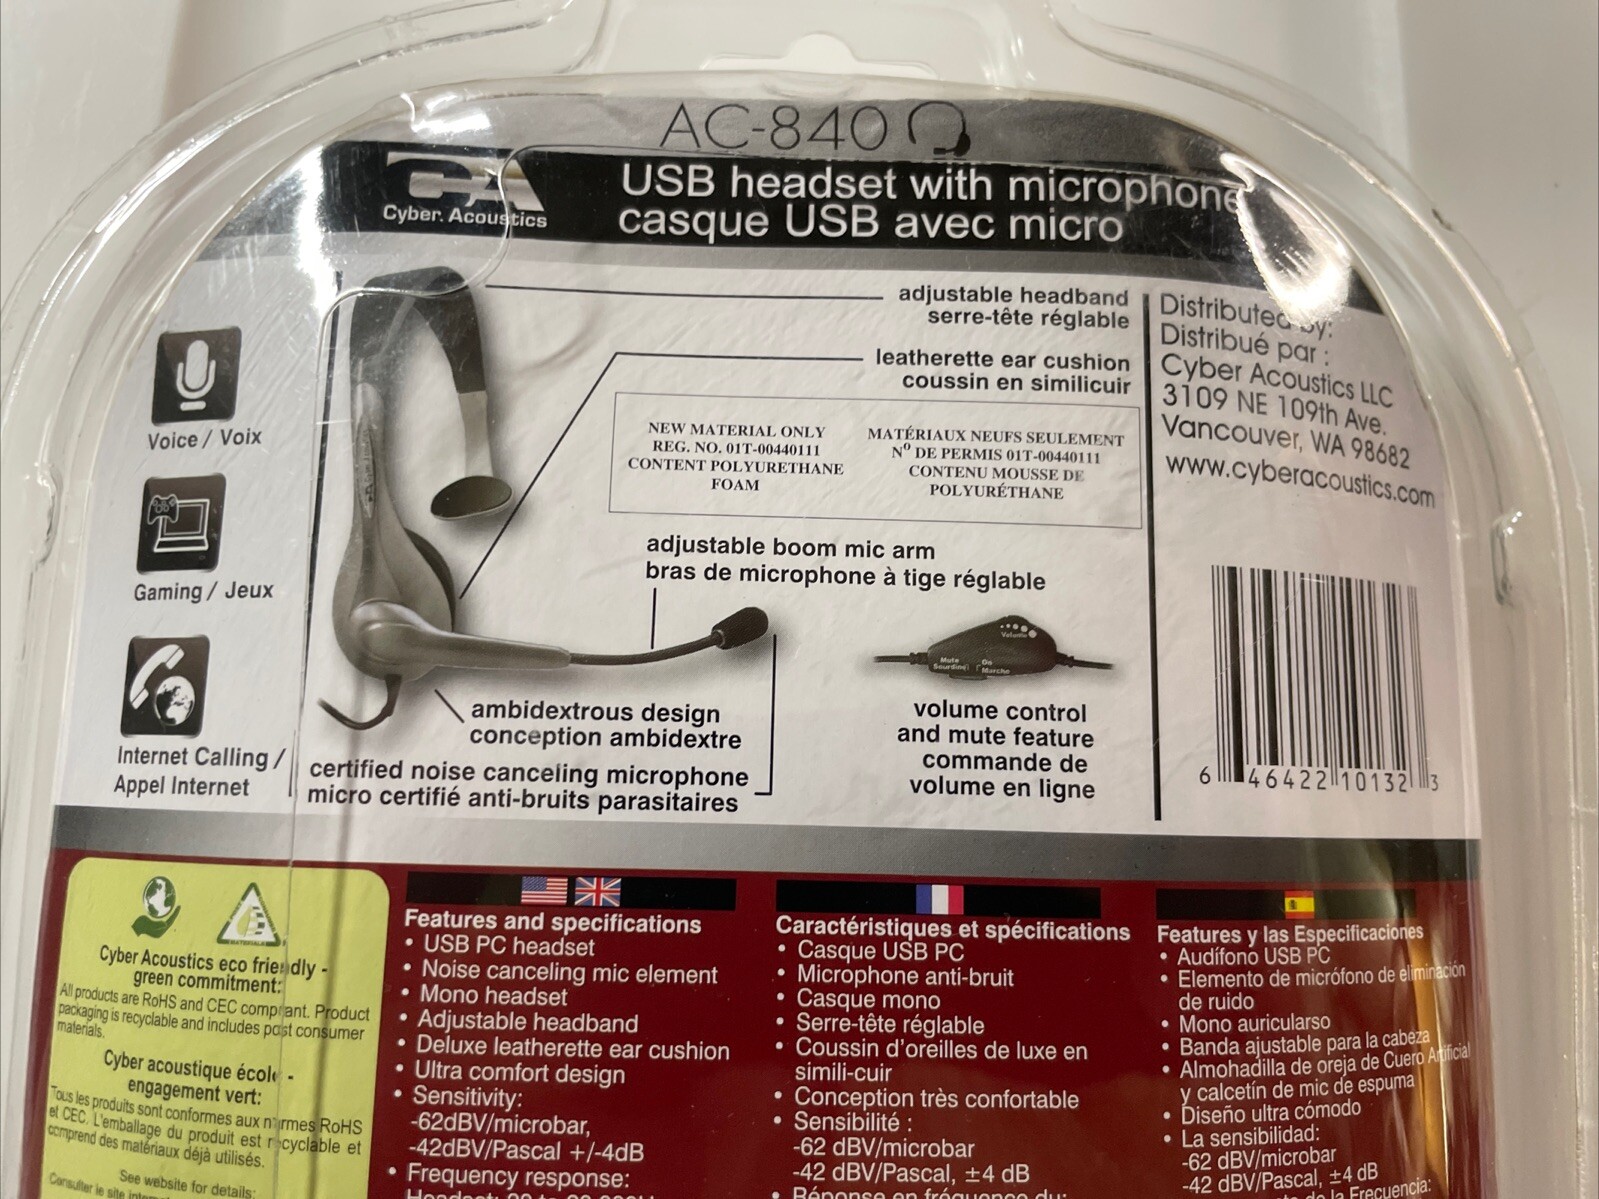 AC-840
CA
Cyber Acoustics
USB headset with microphone
casque USB avec micro
Voice / Voix
Gaming / Jeux
Internet Calling /
Appel Internet
adjustable headband
serre-tête réglable
leatherette ear cushion
coussin en similicuir
NEW MATERIAL ONLY
REG. NO. 01T-00440111
CONTENT POLYURETHANE
FOAM
MATÉRIAUX NEUFS SEULEMENT
Nº DE PERMIS 01T-00440111
CONTENU MOUSSE DE
POLYURÉTHANE
adjustable boom mic arm
bras de microphone à tige réglable
Volume
Mute
Sourdine
On
Marche
ambidextrous design
conception ambidextre
certified noise canceling microphone
micro certifié anti-bruits parasitaires
volume control
and mute feature
commande de
volume en ligne
Distributed by:
Distribué par :
Cyber Acoustics LLC
3109 NE 109th Ave.
Vancouver, WA 98682
www.cyberacoustics.com
6 46422 10132 3
Cyber Acoustics eco friendly -
green commitment:
All products are RoHS and CEC compliant. Product
packaging is recyclable and includes post consumer
materials.
Cyber acoustique écolo -
engagement vert:
Tous les produits sont conformes aux normes RoHS
et CEC. L'emballage du produit est recyclable et
comprend des matériaux déjà utilisés.
See website for details:
Consulter le site
Features and specifications
• USB PC headset
• Noise canceling mic element
• Mono headset
• Adjustable headband
• Deluxe leatherette ear cushion
• Ultra comfort design
• Sensitivity:
-62dBV/microbar,
-42dBV/Pascal +/-4dB
• Frequency response:
Caractéristiques et spécifications
• Casque USB PC
• Microphone anti-bruit
• Casque mono
• Serre-tête réglable
• Coussin d'oreilles de luxe en
simili-cuir
• Conception très confortable
• Sensibilité :
-62 dBV/microbar
-42 dBV/Pascal, ±4 dB
• Réponse en fréquence du:
Features y las Especificaciones
• Audífono USB PC
• Elemento de micrófono de eliminación
de ruido
• Mono auricularso
• Banda ajustable para la cabeza
• Almohadilla de oreja de Cuero Artificial
y calcetín de mic de espuma
• Diseño ultra cómodo
• La sensibilidad:
-62 dBV/microbar
-42 dBV/Pascal, ±4 dB
de la Frecuencia: